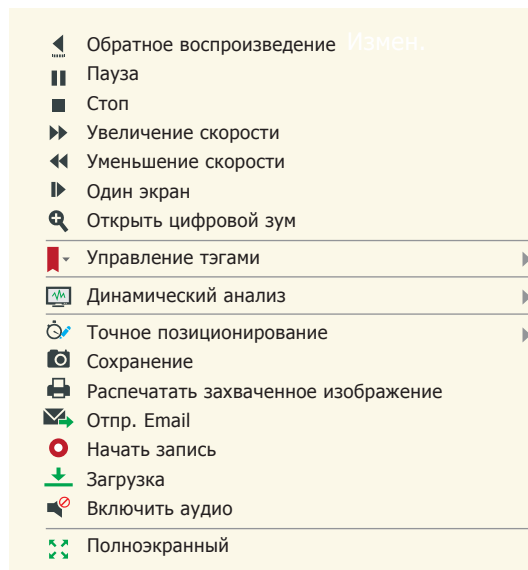 Обратное воспроизведение Измен.
Пауза
Стоп
Увеличение скорости
Уменьшение скорости
Один экран
Открыть цифровой зум
Управление тэгами
Динамический анализ
Точное позиционирование
Сохранение
Распечатать захваченное изображение
Отпр. Email
Начать запись
Загрузка
Включить аудио
Полноэкранный